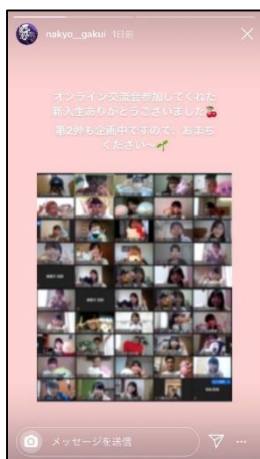 nakyo__gakui 1日前
オンライン交流会参加してくれた
新入生ありがとうございました🍒
第2弾も企画中ですので、おまち
ください〜🌱
メッセージを送信